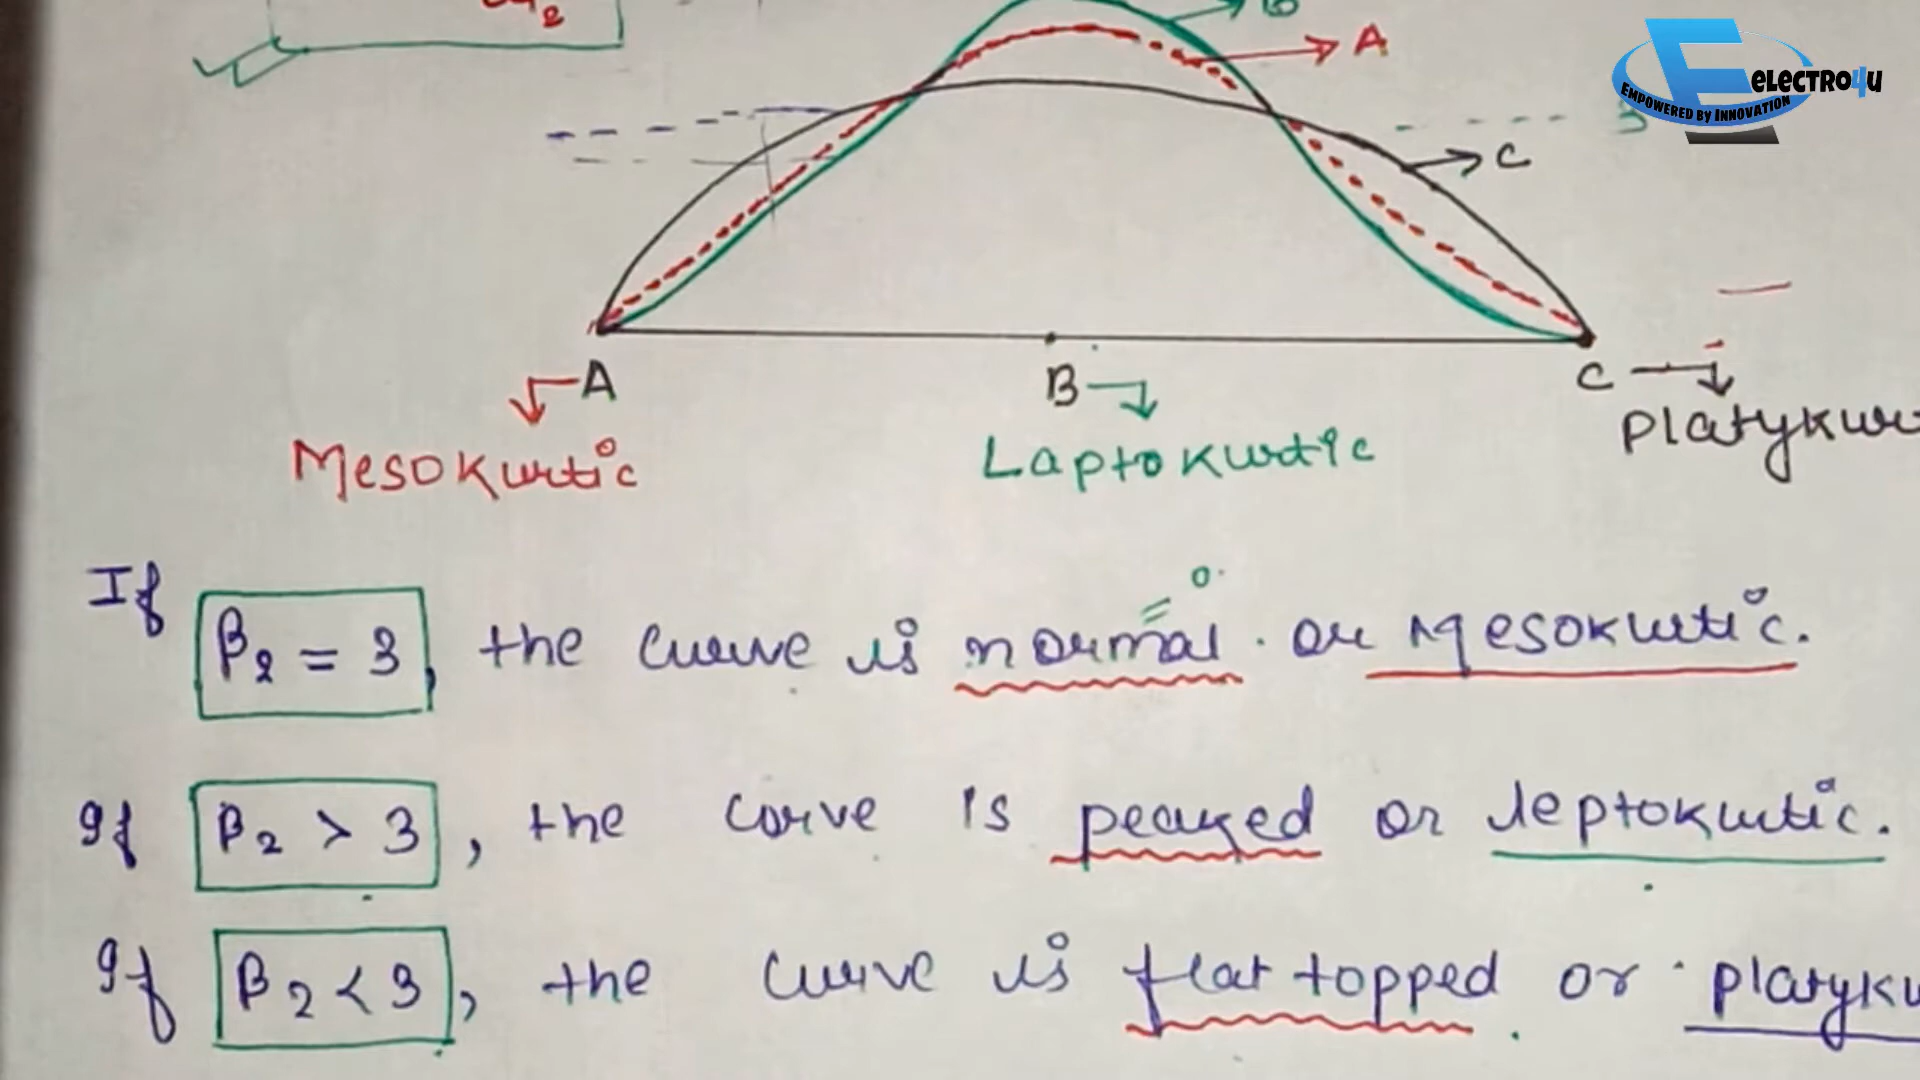 B
A
ELECTRO4U
EMPOWERED BY INNOVATION
C
A B C
Mesokurtic Laptokurtic Platykur
If β2 = 3, the curve is normal or Mesokurtic.
If β2 > 3, the corve is peaked or leptokurtic.
If β2 < 3, the curve is flat topped or platyku